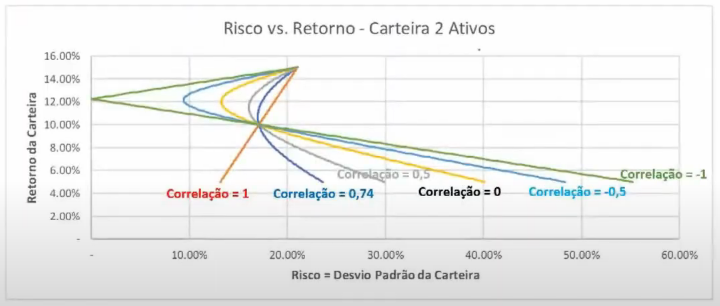 Risco vs. Retorno - Carteira 2 Ativos
16.00%
14.00%
12.00%
10.00%
8.00%
6.00%
4.00%
2.00%
-
Retorno da Carteira
Correlação = 1
Correlação = 0,74
Correlação = 0,5
Correlação = 0
Correlação = -0,5
Correlação = -1
-
10.00%
20.00%
30.00%
40.00%
50.00%
60.00%
Risco = Desvio Padrão da Carteira